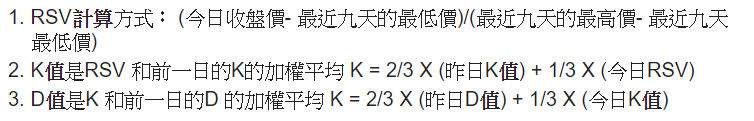 1. RSV計算方式： (今日收盤價- 最近九天的最低價)/(最近九天的最高價- 最近九天
最低價)
2. K值是RSV 和前一日的K的加權平均 K = 2/3 X (昨日K值) + 1/3 X (今日RSV)
3. D值是K 和前一日的D 的加權平均 K = 2/3 X (昨日D值) + 1/3 X (今日K值)